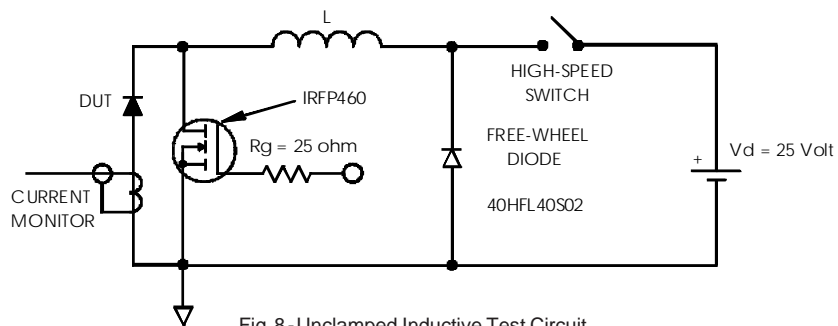 L
HIGH-SPEED
SWITCH
DUT
IRFP460
Rg = 25 ohm
FREE-WHEEL
DIODE
40HFL40S02
+
Vd = 25 Volt
CURRENT
MONITOR
Fig. 8 - Unclamped Inductive Test Circuit